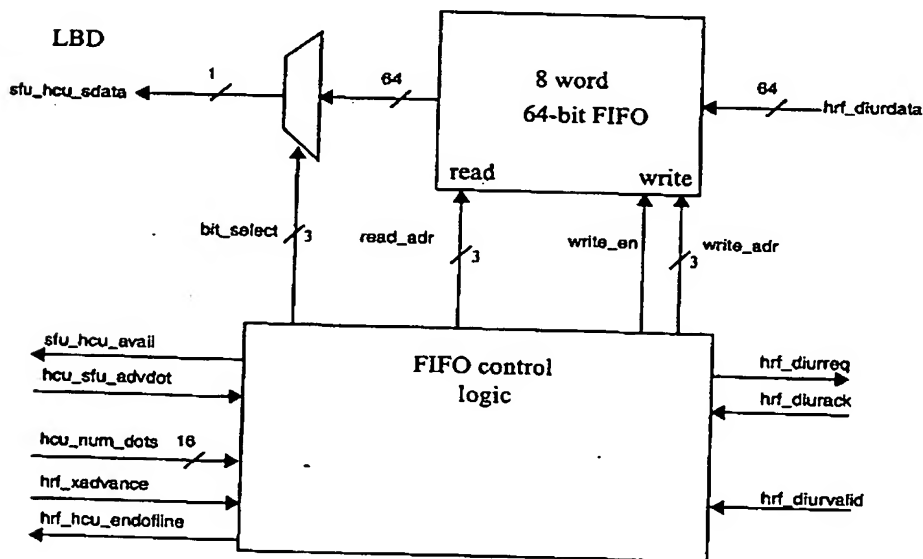 LBD
sfu_hcu_sdata
1
64
8 word
64-bit FIFO
64
hrf_diurdata
read
write
bit_select
3
read_adr
3
write_en
write_adr
3
sfu_hcu_avail
hcu_sfu_advdot
hcu_num_dots
16
hrf_xadvance
hrf_hcu_endofline
FIFO control
logic
hrf_diurreq
hrf_diurack
hrf_diurvalid